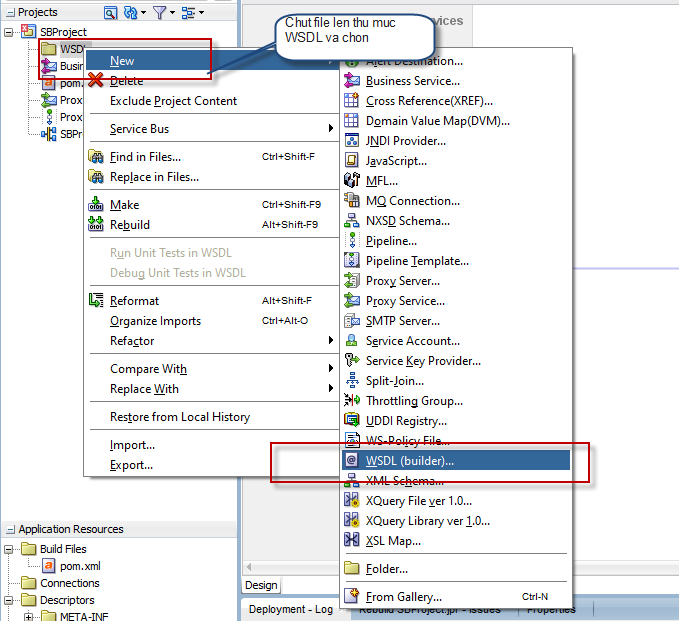 Projects
SBProject
WSDL
Chut file len thu muc
WSDL va chon
vices
Busin
pom.
Prox
Prox
SBPr
New
Delete
Exclude Project Content
Service Bus
Find in Files... Ctrl+Shift-F
Replace in Files...
Make Ctrl+Shift-F9
Rebuild Alt+Shift-F9
Run Unit Tests in WSDL
Debug Unit Tests in WSDL
Reformat Alt+Shift-F
Organize Imports Ctrl+Alt-O
Refactor
Compare With
Replace With
Restore from Local History
Import...
Export...
Alert Destination...
Business Service...
Cross Reference(XREF)...
Domain Value Map(DVM)...
JNDI Provider...
JavaScript...
MFL...
MQ Connection...
NXSD Schema...
Pipeline...
Pipeline Template...
Proxy Server...
Proxy Service...
SMTP Server...
Service Account...
Service Key Provider...
Split-Join...
Throttling Group...
UDDI Registry...
WS-Policy File...
WSDL (builder)...
XML Schema...
XQuery File ver 1.0...
XQuery Library ver 1.0...
XSL Map...
Folder...
From Gallery... Ctrl-N
Application Resources
Build Files
pom.xml
Connections
Descriptors
META-INF
Design
Deployment - Log
Rebuild SBProject.jpr - Issues
Properties